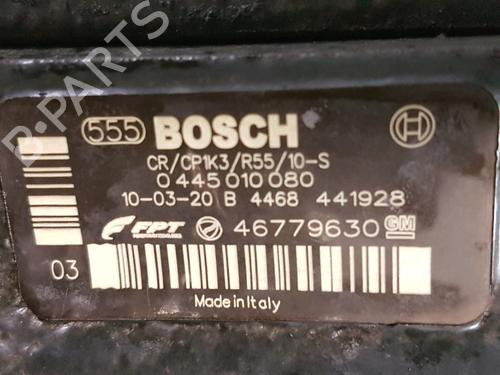 555 BOSCH
CR/CP1K3/R55/10-S
0 445 010 080
10-03-20 B 4468 441928
FPT 46779630 GM
03
Made in Italy
B-PARTS